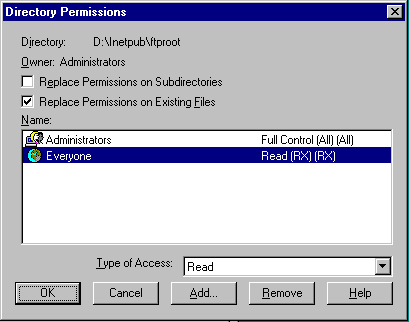 Directory Permissions
Directory: D:\Inetpub\ftproot
Owner: Administrators
Replace Permissions on Subdirectories
Replace Permissions on Existing Files
Name:
Administrators Full Control (All) (All)
Everyone Read (RX) (RX)
Type of Access: Read
OK Cancel Add... Remove Help